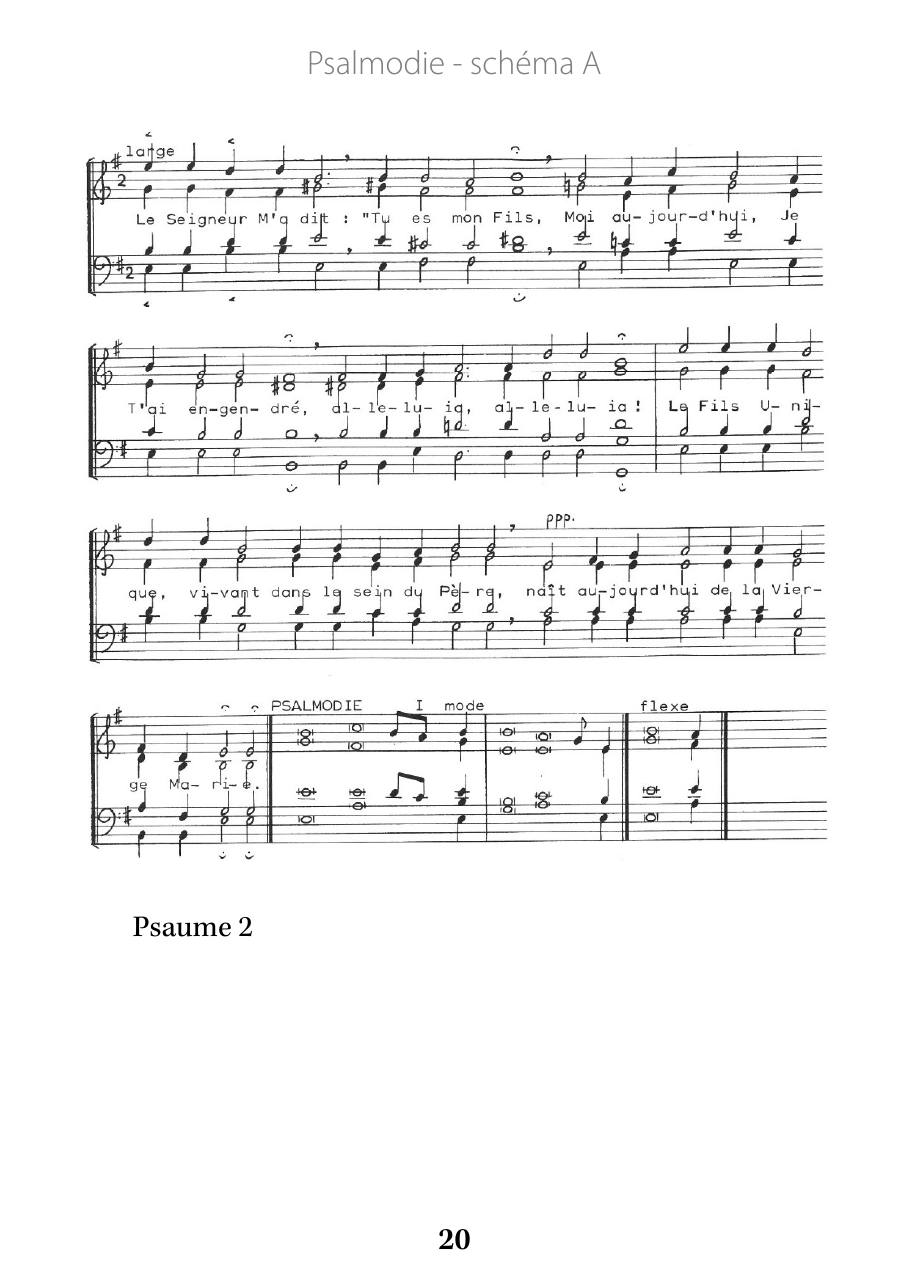 Psalmodie - schéma A
large
Le Seigneur M'a dit : "Tu es mon Fils, Moi au-jour-d'hui, Je
T'ai en-gen-dré, al-le-lu-ia, al-le-lu-ia! Le Fils U-ni-
ppp.
que, vi-vant dans le sein du Pè-re, naît au-jourd'hui de la Vier-
PSALMODIE I mode flexe
ge Ma-ri-e.
Psaume 2
20